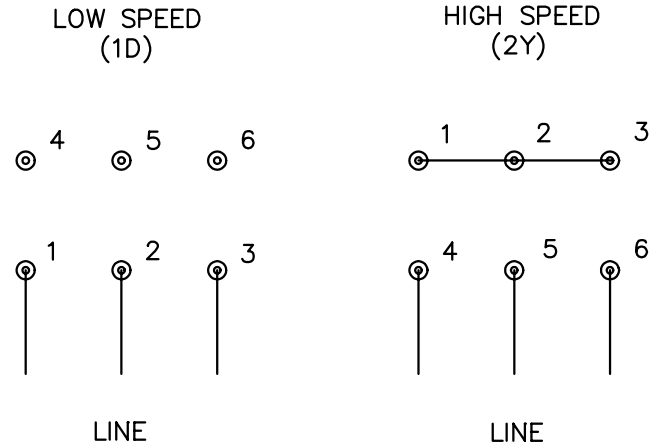 LOW SPEED
(1D)
4 5 6
1 2 3
LINE
HIGH SPEED
(2Y)
1 2 3
4 5 6
LINE